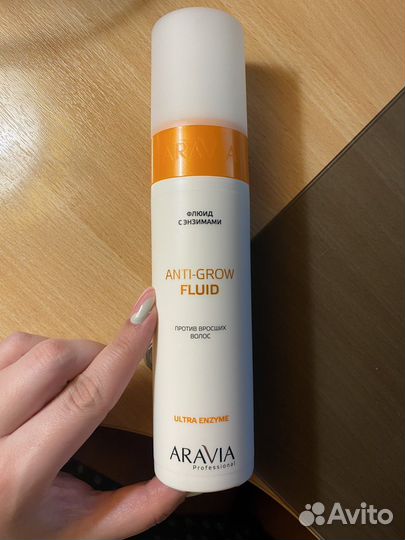 ARAVIA
ФЛЮИД
С ЭНЗИМАМИ
ANTI-GROW
FLUID
ПРОТИВ ВРОСШИХ
ВОЛОС
ULTRA ENZYME
ARAVIA
Professional
Avito